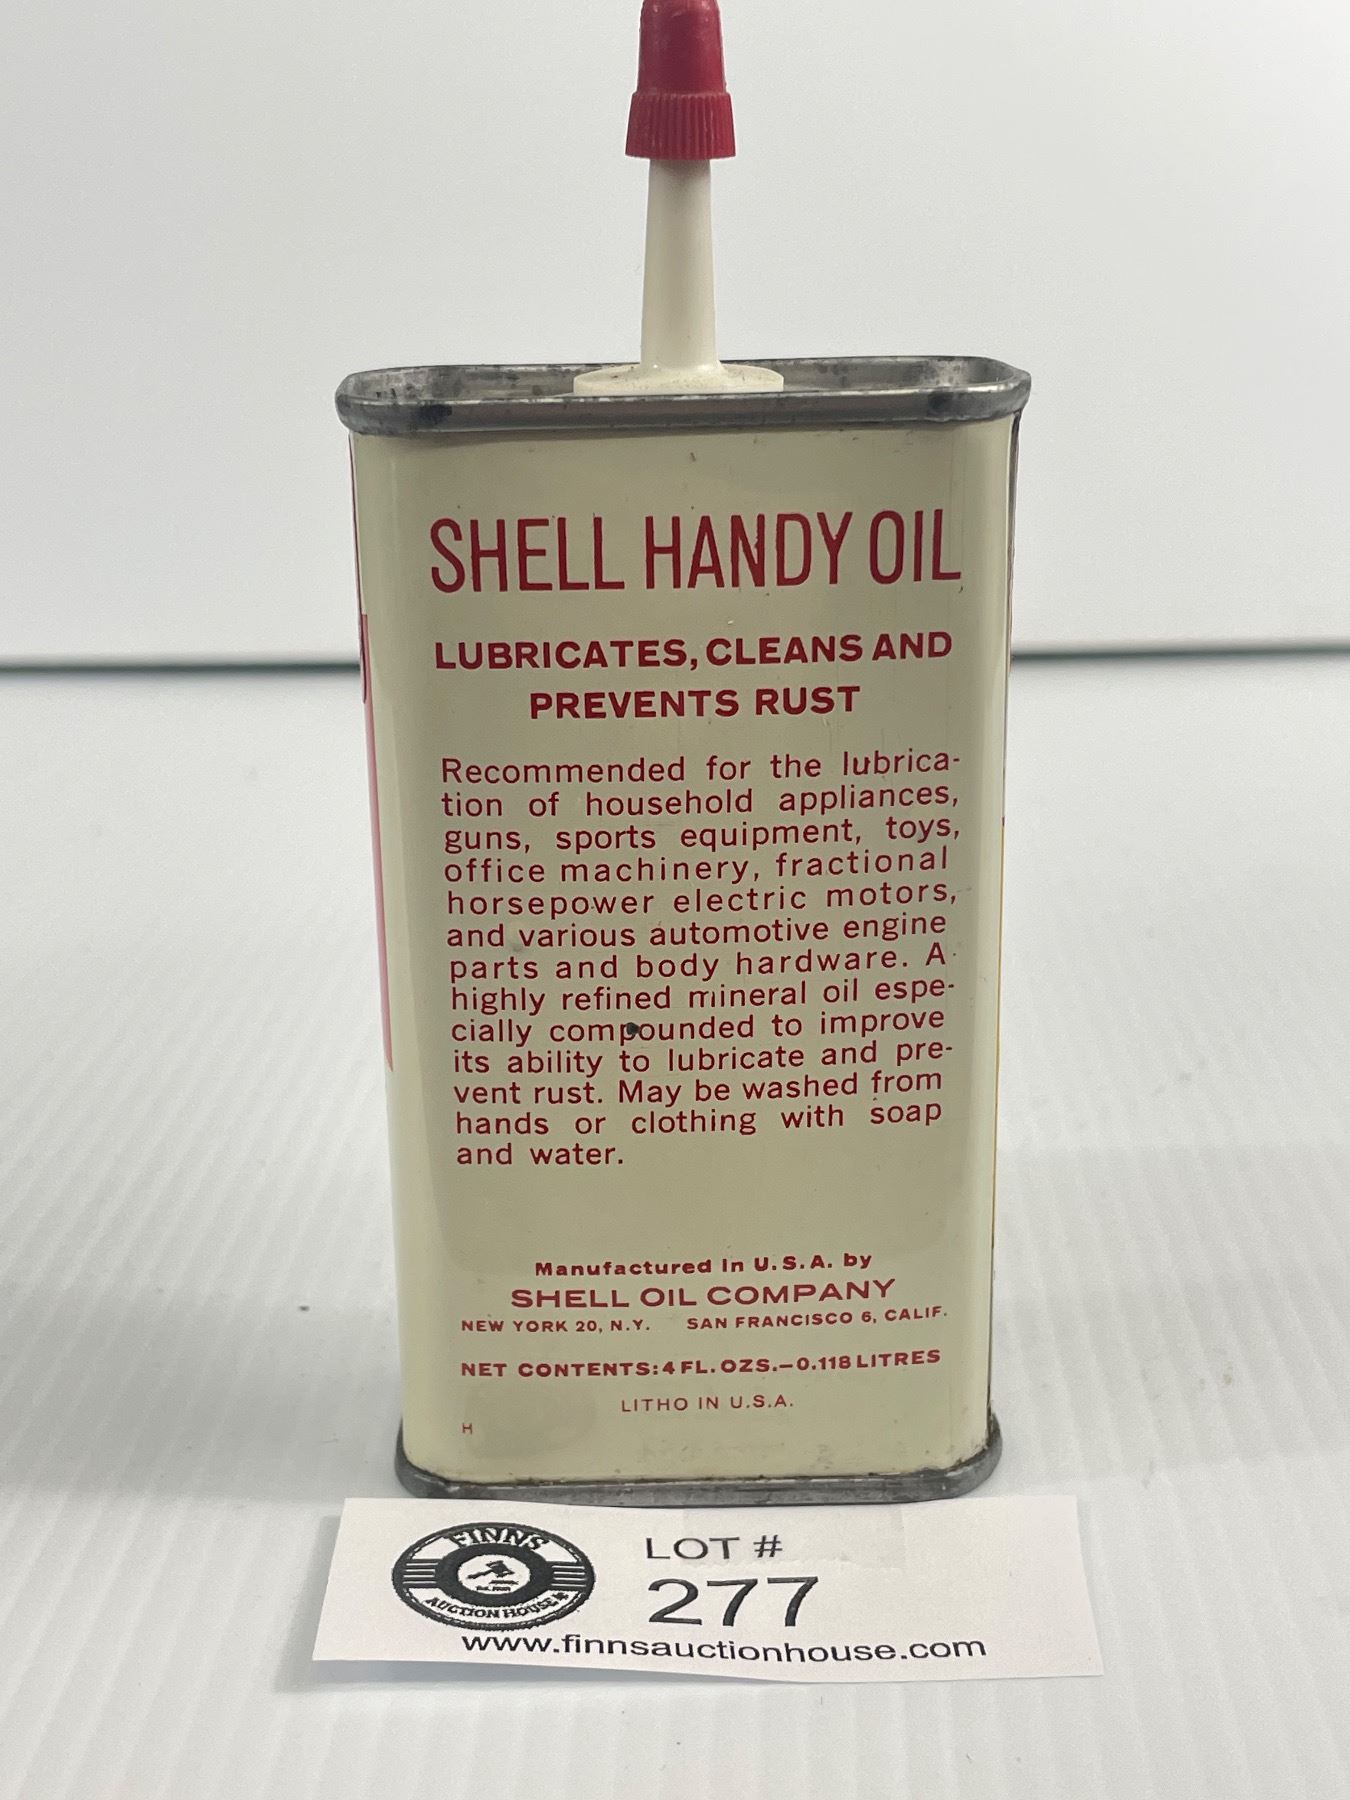 SHELL HANDY OIL
LUBRICATES, CLEANS AND
PREVENTS RUST
Recommended for the lubrica-
tion of household appliances,
guns, sports equipment, toys,
office machinery, fractional
horsepower electric motors,
and various automotive engine
parts and body hardware. A
highly refined mineral oil espe-
cially compounded to improve
its ability to lubricate and pre-
vent rust. May be washed from
hands or clothing with soap
and water.
Manufactured in U.S.A. by
SHELL OIL COMPANY
NEW YORK 20, N.Y. SAN FRANCISCO 6, CALIF.
NET CONTENTS: 4 FL. OZS.-0.118 LITRES
LITHO IN U.S.A.
H
FINNS
AUCTION HOUSE
LOT #
277
www.finnsauctionhouse.com